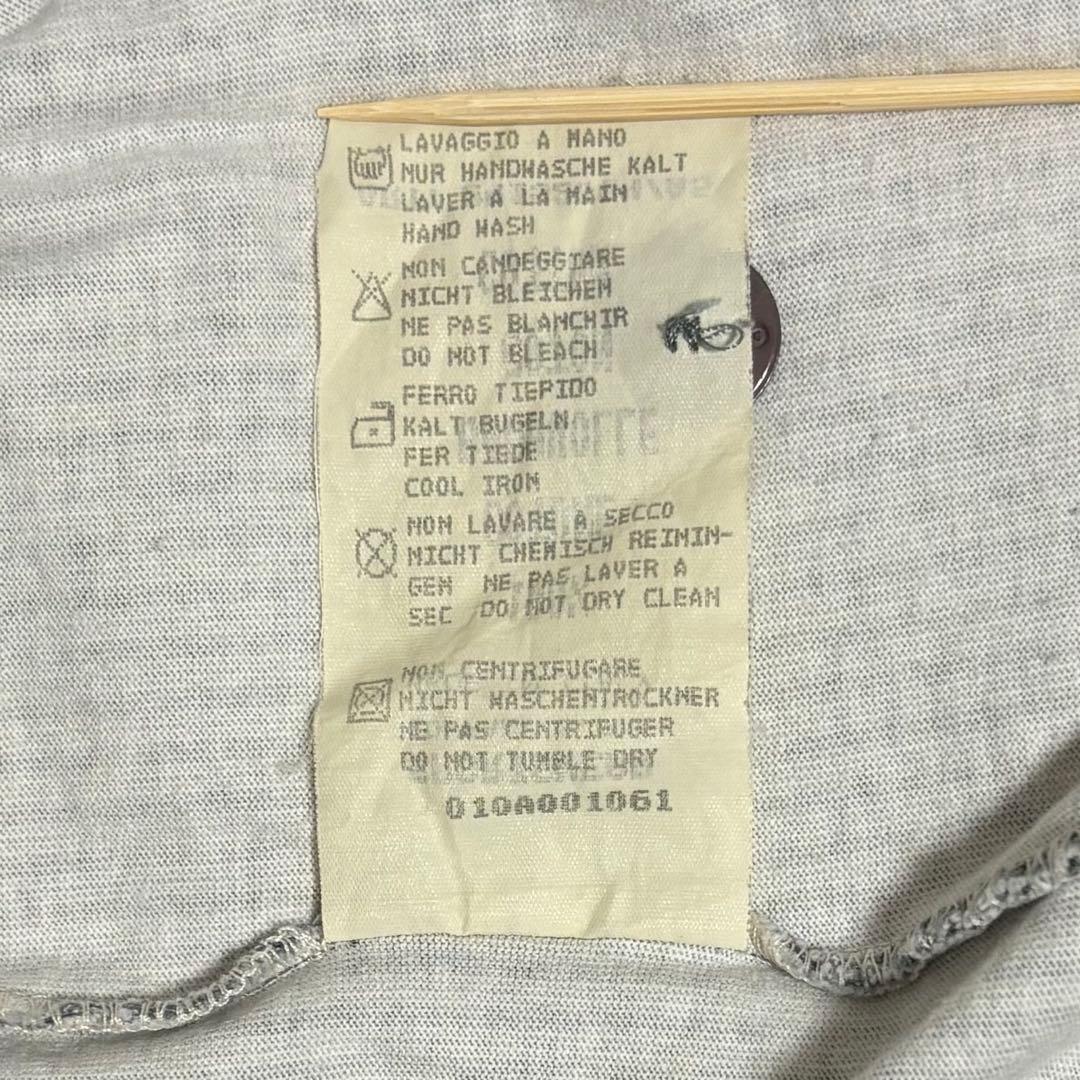 LAVAGGIO A MANO
NUR HANDWASCHE KALT
LAVER A LA MAIN
HAND WASH
NON CANDEGGIARE
NICHT BLEICHEN
NE PAS BLANCHIR
DO NOT BLEACH
FERRO TIEPIDO
KALT BUGELN
FER TIEDE
COOL IRON
NON LAVARE A SECCO
NICHT CHEMISCH REININ-
GEN NE PAS LAVER A
SEC DO NOT DRY CLEAN
NON CENTRIFUGARE
NICHT WASCHENTROCKNER
NE PAS CENTRIFUGER
DO NOT TUMBLE DRY
010A001061